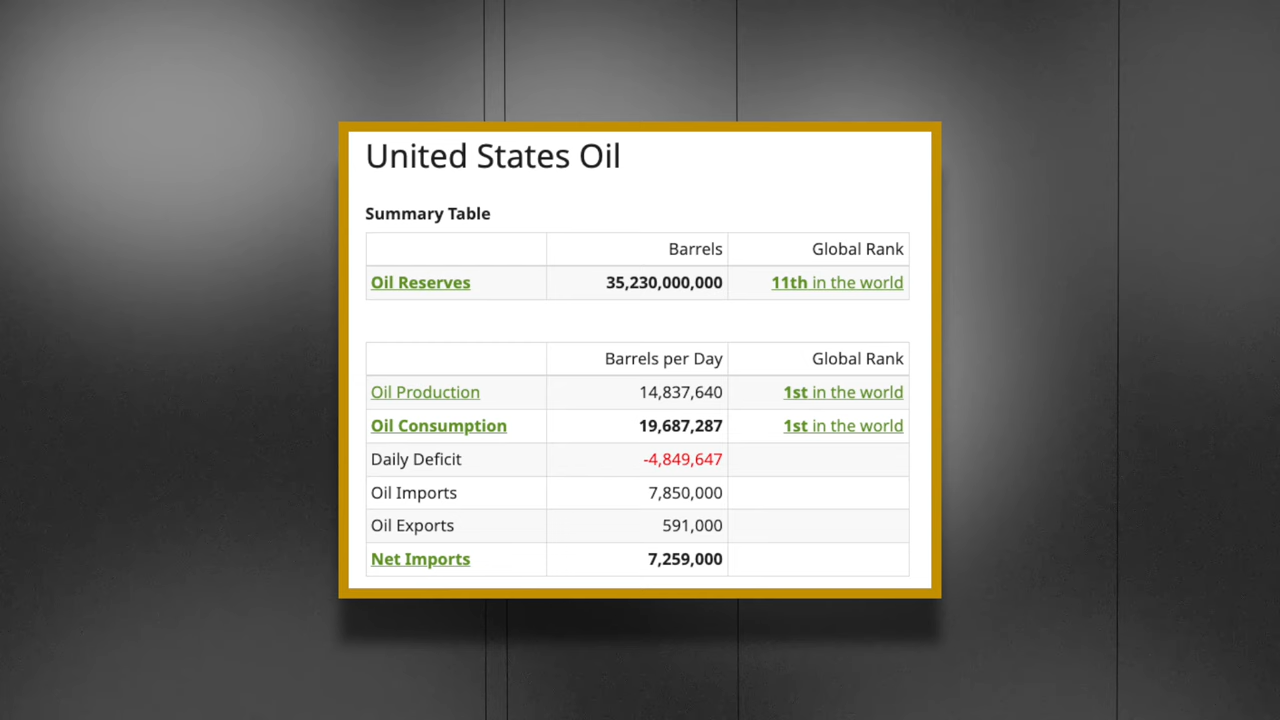 United States Oil
Summary Table
Barrels Global Rank
Oil Reserves 35,230,000,000 11th in the world
Barrels per Day Global Rank
Oil Production 14,837,640 1st in the world
Oil Consumption 19,687,287 1st in the world
Daily Deficit -4,849,647
Oil Imports 7,850,000
Oil Exports 591,000
Net Imports 7,259,000